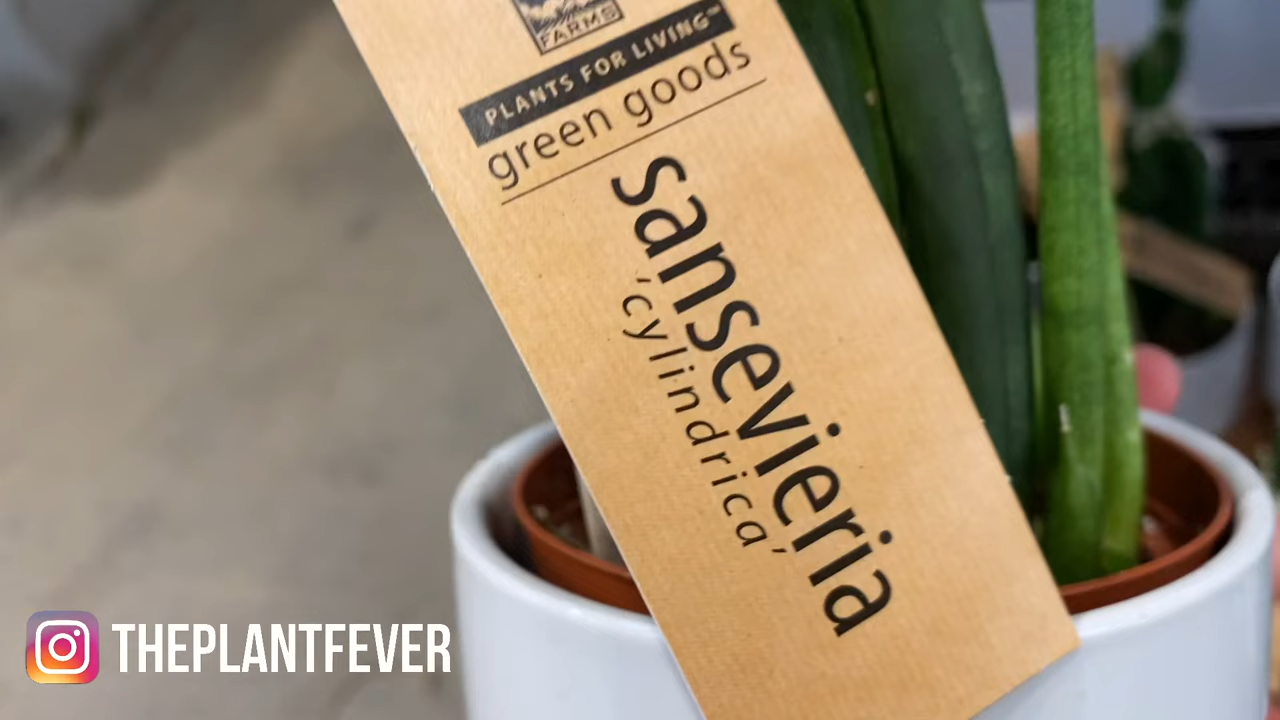 FARMS
PLANTS FOR LIVING™
green goods
sansevieria
'cylindrica'
THEPLANTFEVER